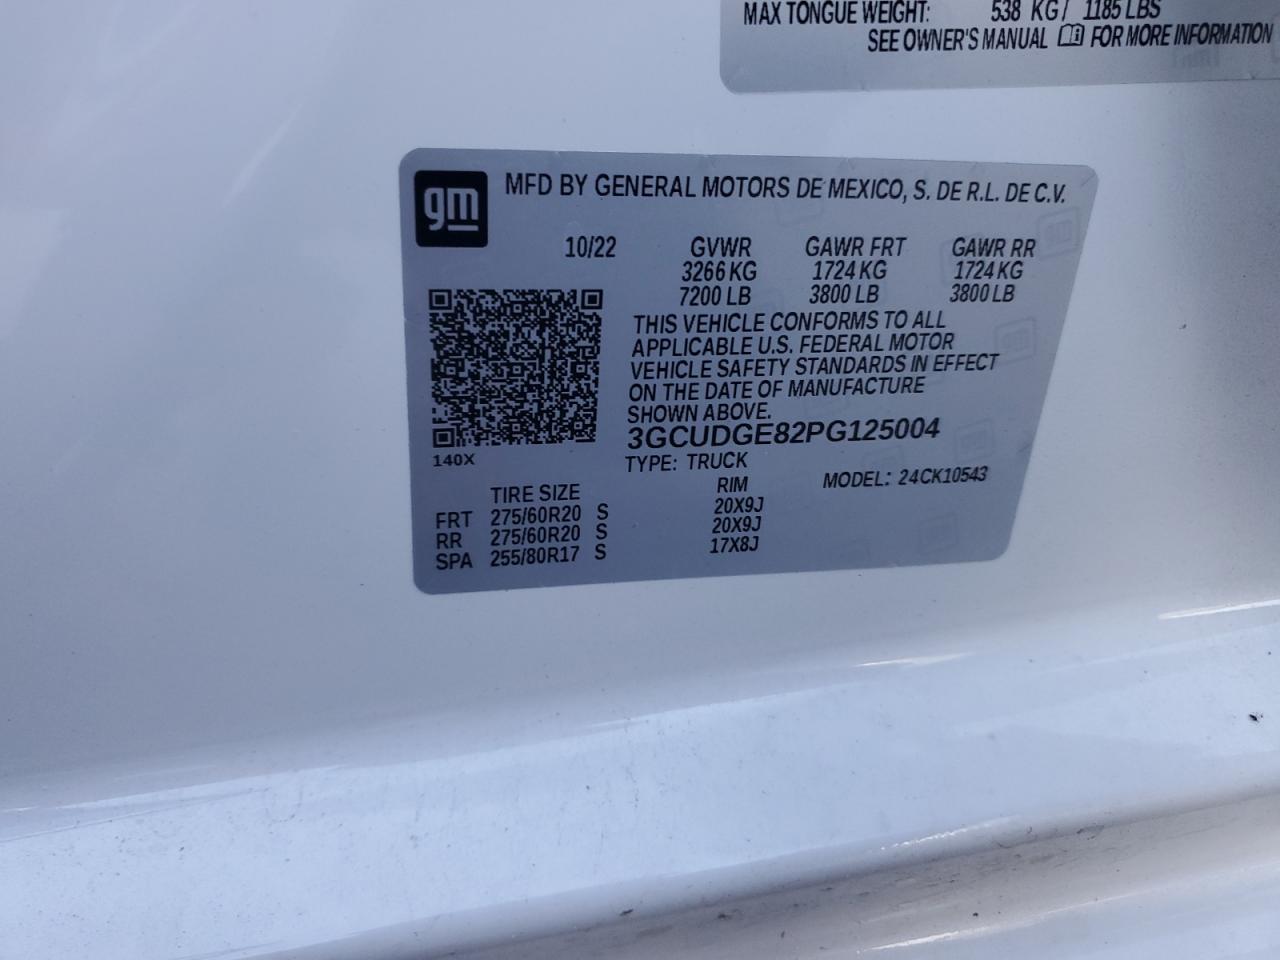 MAX TONGUE WEIGHT: 538 KG / 1185 LBS
SEE OWNER'S MANUAL FOR MORE INFORMATION
gm
MFD BY GENERAL MOTORS DE MEXICO, S. DE R.L. DE C.V.
10/22 GVWR GAWR FRT GAWR RR
3266 KG 1724 KG 1724 KG
7200 LB 3800 LB 3800 LB
THIS VEHICLE CONFORMS TO ALL
APPLICABLE U.S. FEDERAL MOTOR
VEHICLE SAFETY STANDARDS IN EFFECT
ON THE DATE OF MANUFACTURE
SHOWN ABOVE.
3GCUDGE82PG125004
140X
TYPE: TRUCK MODEL: 24CK10543
TIRE SIZE RIM
FRT 275/60R20 S 20X9J
RR 275/60R20 S 20X9J
SPA 255/80R17 S 17X8J